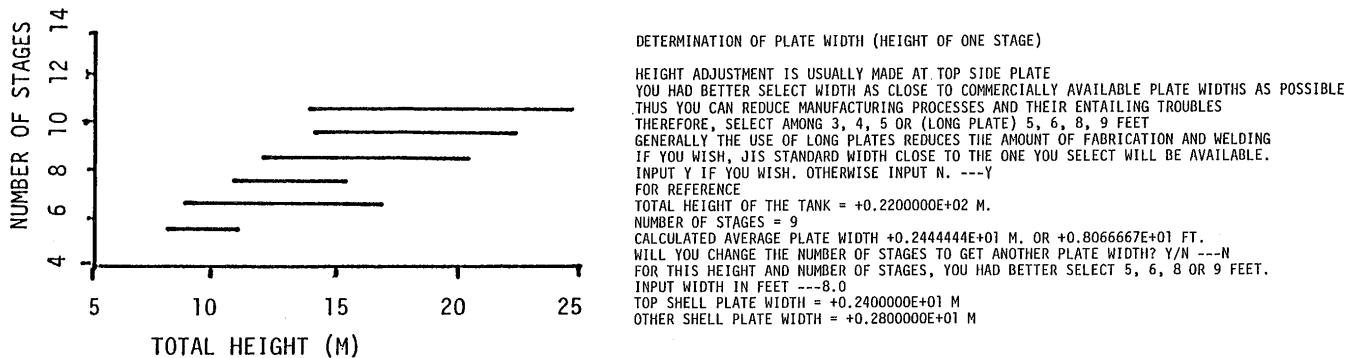 NUMBER OF STAGES
14
12
10
8
6
4
5 10 15 20 25
TOTAL HEIGHT (M)
DETERMINATION OF PLATE WIDTH (HEIGHT OF ONE STAGE)
HEIGHT ADJUSTMENT IS USUALLY MADE AT TOP SIDE PLATE
YOU HAD BETTER SELECT WIDTH AS CLOSE TO COMMERCIALLY AVAILABLE PLATE WIDTHS AS POSSIBLE
THUS YOU CAN REDUCE MANUFACTURING PROCESSES AND THEIR ENTAILING TROUBLES
THEREFORE, SELECT AMONG 3, 4, 5 OR (LONG PLATE) 5, 6, 8, 9 FEET
GENERALLY THE USE OF LONG PLATES REDUCES THE AMOUNT OF FABRICATION AND WELDING
IF YOU WISH, JIS STANDARD WIDTH CLOSE TO THE ONE YOU SELECT WILL BE AVAILABLE.
INPUT Y IF YOU WISH. OTHERWISE INPUT N. ---Y
FOR REFERENCE
TOTAL HEIGHT OF THE TANK = +0.2200000E+02 M.
NUMBER OF STAGES = 9
CALCULATED AVERAGE PLATE WIDTH +0.2444444E+01 M. OR +0.8066667E+01 FT.
WILL YOU CHANGE THE NUMBER OF STAGES TO GET ANOTHER PLATE WIDTH? Y/N ---N
FOR THIS HEIGHT AND NUMBER OF STAGES, YOU HAD BETTER SELECT 5, 6, 8 OR 9 FEET.
INPUT WIDTH IN FEET ---8.0
TOP SHELL PLATE WIDTH = +0.2400000E+01 M
OTHER SHELL PLATE WIDTH = +0.2800000E+01 M